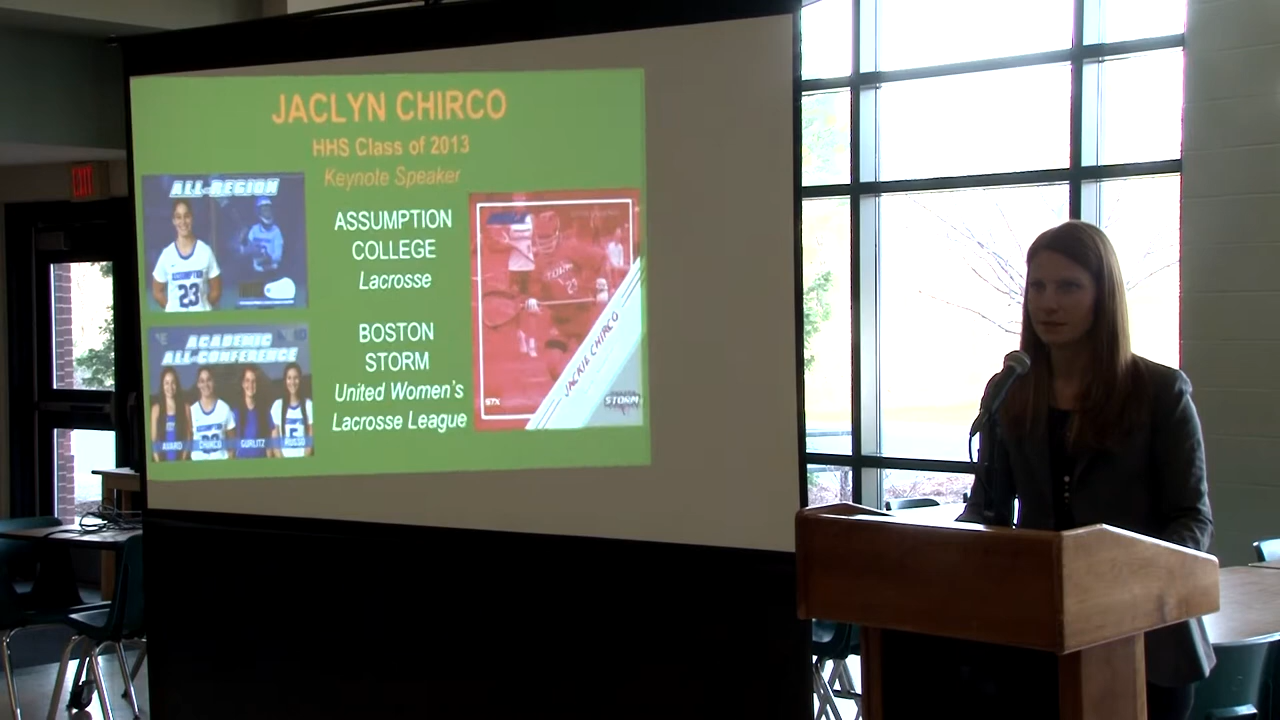 JACLYN CHIRCO
HHS Class of 2013
Keynote Speaker
ALL-REGION
23
ASSUMPTION
COLLEGE
Lacrosse
BOSTON
STORM
United Women's
Lacrosse League
ACADEMIC
ALL-CONFERENCE
CHIRCO
GURLITZ
RUSSO
JACKIE CHIRCO
STX
STORM
EXIT